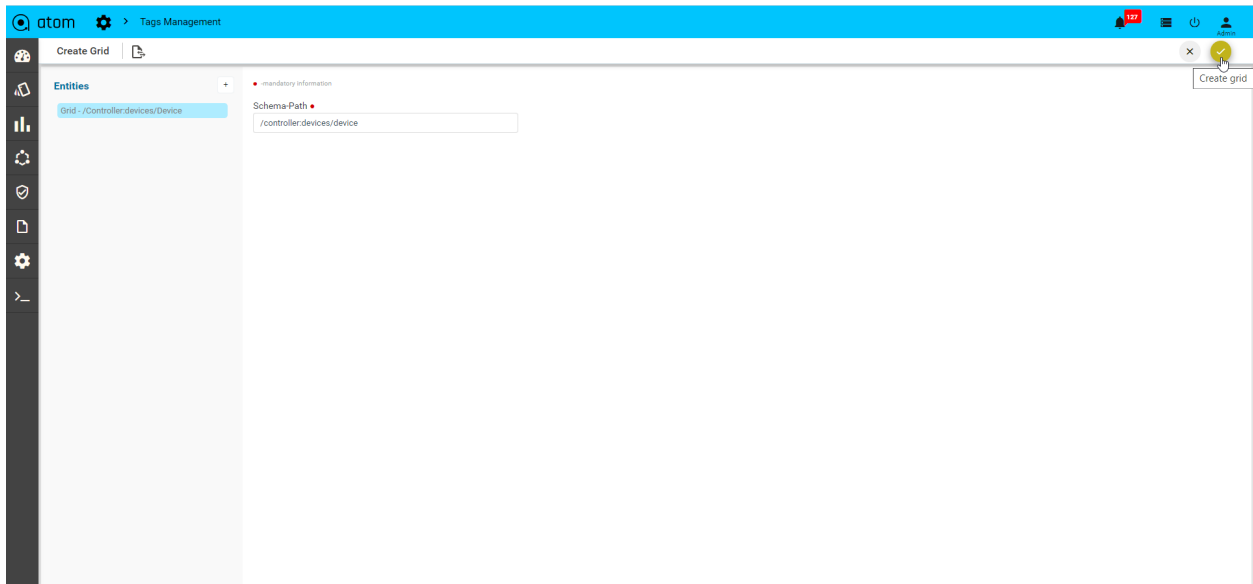 atom > Tags Management 127 Admin
Create Grid
Create grid
Entities +
Grid - /Controller:devices/Device
-mandatory information
Schema-Path
/controller:devices/device